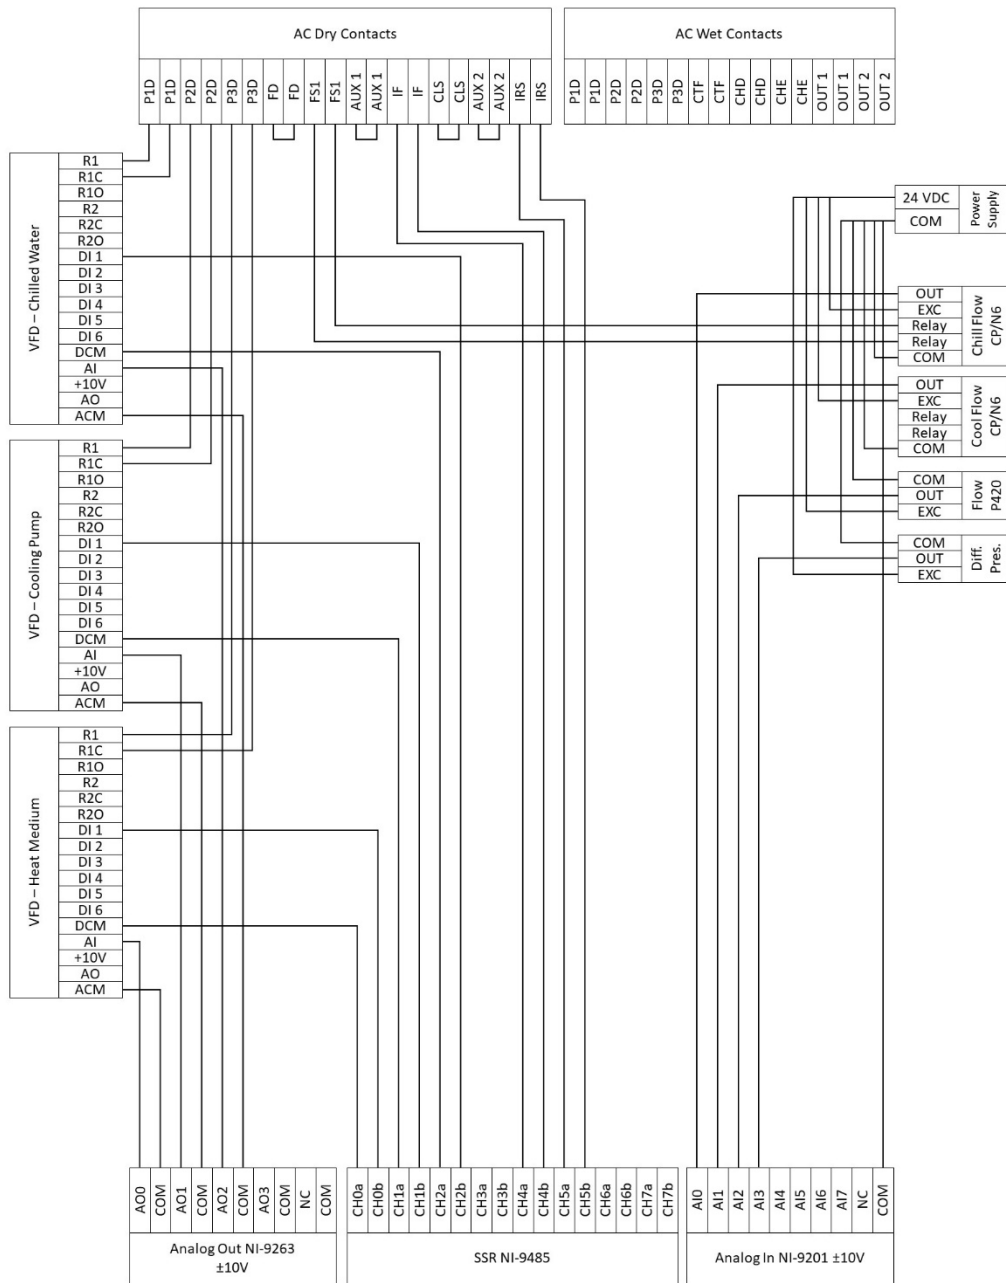 AC Dry Contacts
P1D
P1D
P2D
P2D
P3D
P3D
FD
FD
FS1
FS1
AUX 1
AUX 1
IF
IF
CLS
CLS
AUX 2
AUX 2
IRS
IRS
AC Wet Contacts
P1D
P1D
P2D
P2D
P3D
P3D
CTF
CTF
CHD
CHD
CHE
CHE
OUT 1
OUT 1
OUT 2
OUT 2
VFD – Chilled Water
R1
R1C
R1O
R2
R2C
R2O
DI 1
DI 2
DI 3
DI 4
DI 5
DI 6
DCM
AI
+10V
AO
ACM
VFD – Cooling Pump
R1
R1C
R1O
R2
R2C
R2O
DI 1
DI 2
DI 3
DI 4
DI 5
DI 6
DCM
AI
+10V
AO
ACM
VFD – Heat Medium
R1
R1C
R1O
R2
R2C
R2O
DI 1
DI 2
DI 3
DI 4
DI 5
DI 6
DCM
AI
+10V
AO
ACM
24 VDC
COM
Power
Supply
OUT
EXC
Relay
Relay
COM
Chill Flow
CP/N6
OUT
EXC
Relay
Relay
COM
Cool Flow
CP/N6
COM
OUT
EXC
Flow
P420
COM
OUT
EXC
Diff.
Pres.
AO0
COM
AO1
COM
AO2
COM
AO3
COM
NC
COM
Analog Out NI-9263
±10V
CH0a
CH0b
CH1a
CH1b
CH2a
CH2b
CH3a
CH3b
CH4a
CH4b
CH5a
CH5b
CH6a
CH6b
CH7a
CH7b
SSR NI-9485
AI0
AI1
AI2
AI3
AI4
AI5
AI6
AI7
NC
COM
Analog In NI-9201 ±10V